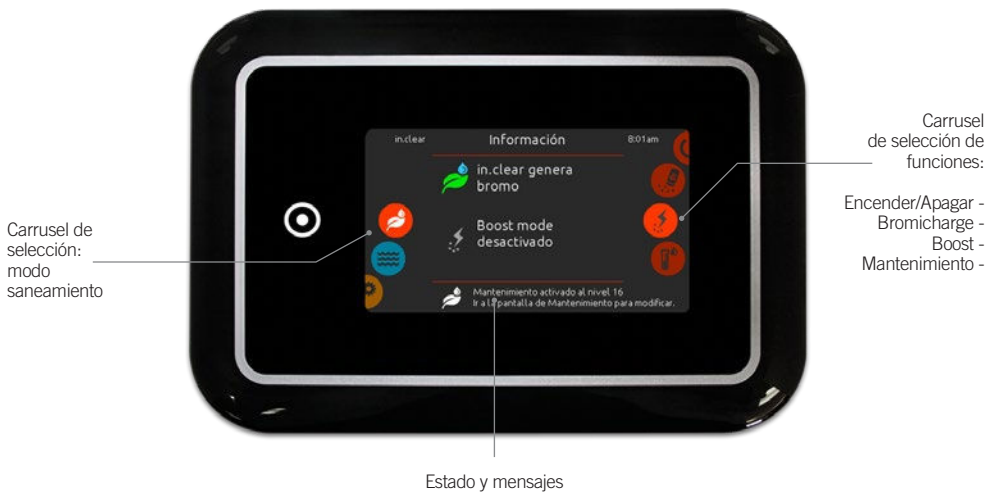 in.clear
Información
8:01am
in.clear genera
bromo
Boost mode
desactivado
Mantenimiento activado al nivel 16
Ir a la pantalla de Mantenimiento para modificar.
Carrusel de
selección:
modo
saneamiento
Carrusel
de selección de
funciones:
Encender/Apagar -
Bromicharge -
Boost -
Mantenimiento -
Estado y mensajes